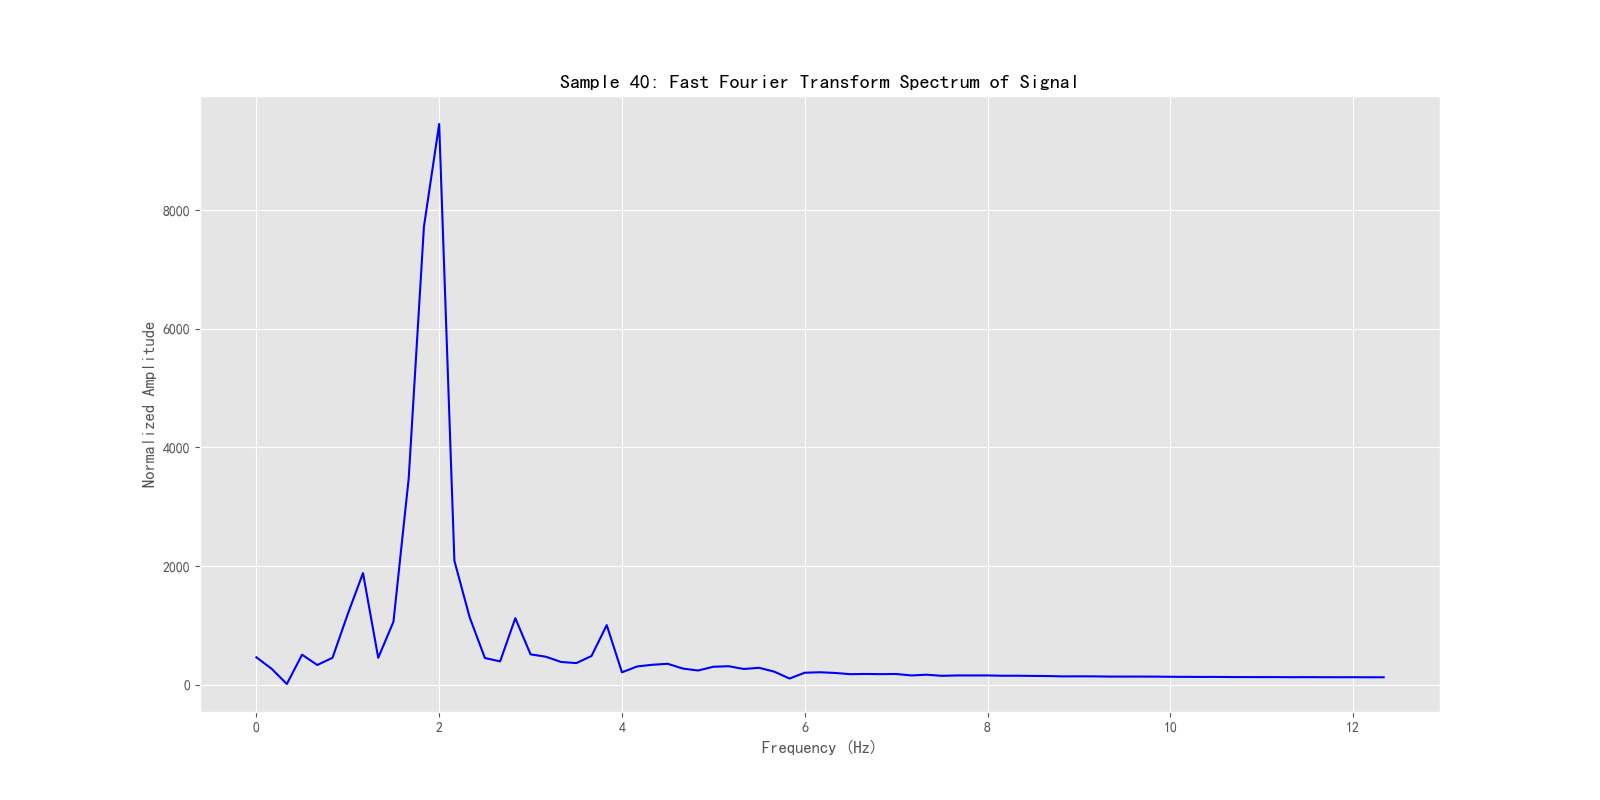 Sample 40: Fast Fourier Transform Spectrum of Signal
Normalized Amplitude
8000
6000
4000
2000
0
0 2 4 6 8 10 12
Frequency (Hz)